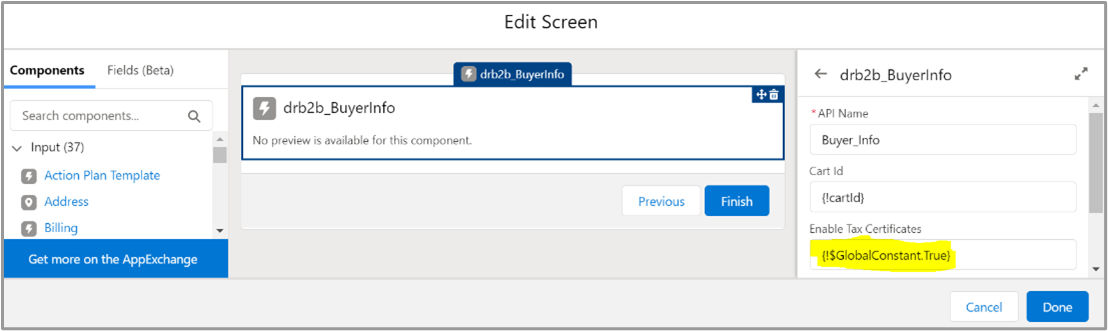 Edit Screen
Components Fields (Beta)
Search components...
Input (37)
Action Plan Template
Address
Billing
Get more on the AppExchange
drb2b_BuyerInfo
drb2b_BuyerInfo
No preview is available for this component.
Previous Finish
drb2b_BuyerInfo
*API Name
Buyer_Info
Cart Id
{!cartId}
Enable Tax Certificates
{!$GlobalConstant.True}
Cancel Done